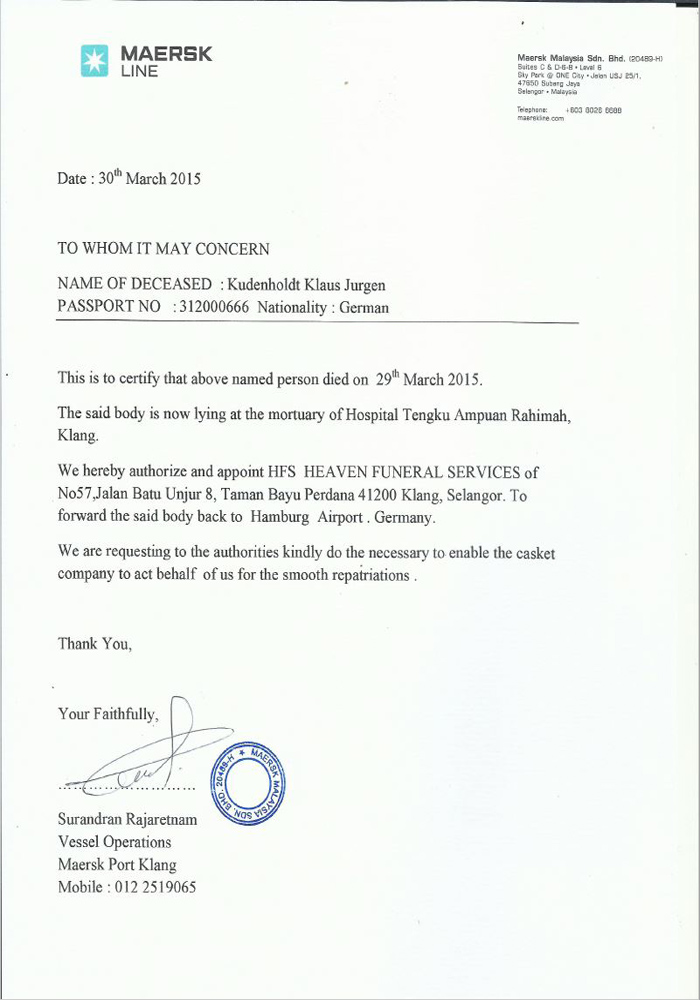 MAERSK
LINE
Maersk Malaysia Sdn. Bhd. (20489-H)
Suites C & D-6-8 • Level 6
Sky Park @ ONE City • Jalan USJ 25/1,
47650 Subang Jaya
Selangor • Malaysia
Telephone: +603 8026 6688
maerskline.com
Date : 30th March 2015
TO WHOM IT MAY CONCERN
NAME OF DECEASED : Kudenholdt Klaus Jurgen
PASSPORT NO :312000666 Nationality : German
This is to certify that above named person died on 29th March 2015.
The said body is now lying at the mortuary of Hospital Tengku Ampuan Rahimah,
Klang.
We hereby authorize and appoint HFS HEAVEN FUNERAL SERVICES of
No57,Jalan Batu Unjur 8, Taman Bayu Perdana 41200 Klang, Selangor. To
forward the said body back to Hamburg Airport . Germany.
We are requesting to the authorities kindly do the necessary to enable the casket
company to act behalf of us for the smooth repatriations .
Thank You,
Your Faithfully,
★ MAERSK MALAYSIA SDN. BHD. 20489-H
Surandran Rajaretnam
Vessel Operations
Maersk Port Klang
Mobile : 012 2519065